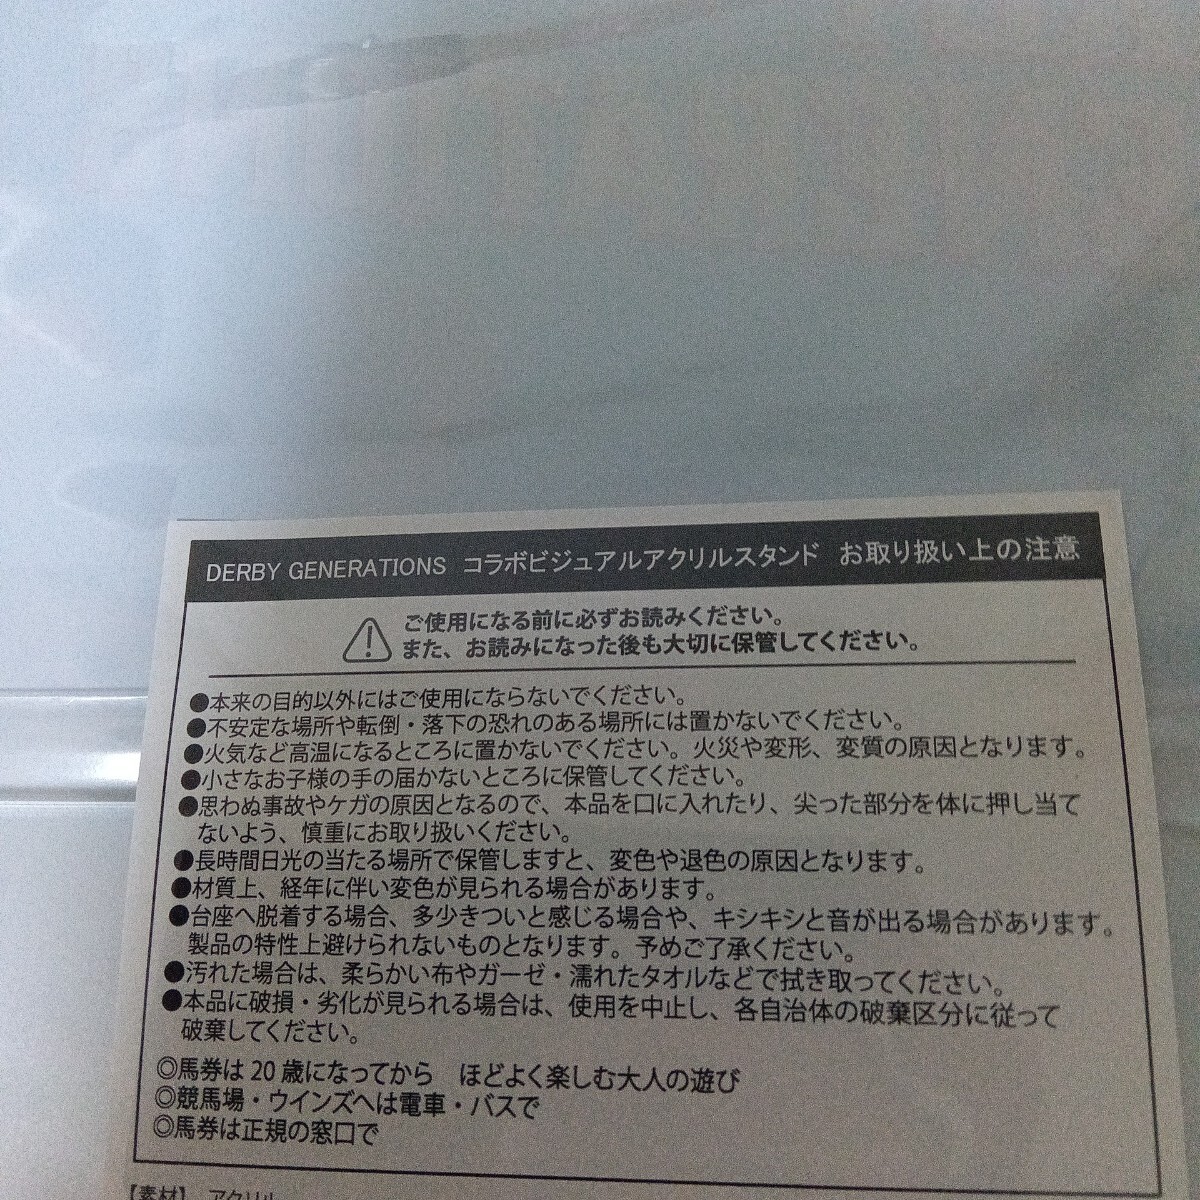 DERBY GENERATIONS コラボビジュアルアクリルスタンド お取り扱い上の注意
ご使用になる前に必ずお読みください。
また、お読みになった後も大切に保管してください。
●本来の目的以外にはご使用にならないでください。
●不安定な場所や転倒・落下の恐れのある場所には置かないでください。
●火気など高温になるところに置かないでください。火災や変形、変質の原因となります。
●小さなお子様の手の届かないところに保管してください。
●思わぬ事故やケガの原因となるので、本品を口に入れたり、尖った部分を体に押し当て
ないよう、慎重にお取り扱いください。
●長時間日光の当たる場所で保管しますと、変色や退色の原因となります。
●材質上、経年に伴い変色が見られる場合があります。
●台座へ脱着する場合、多少きついと感じる場合や、キシキシと音が出る場合があります。
製品の特性上避けられないものとなります。予めご了承ください。
●汚れた場合は、柔らかい布やガーゼ・濡れたタオルなどで拭き取ってください。
●本品に破損・劣化が見られる場合は、使用を中止し、各自治体の破棄区分に従って
破棄してください。
◎馬券は20歳になってから ほどよく楽しむ大人の遊び
◎競馬場・ウインズへは電車・バスで
◎馬券は正規の窓口で
【素材】 アクリル